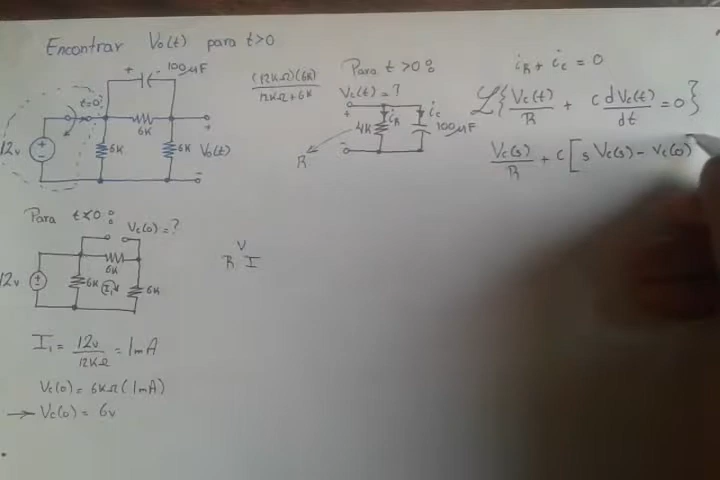 Encontrar Vo(t) para t>0
+ - 100μF
t=0
12v
+
-
6K
6K
6K
+
Vo(t)
-
Para t<0:
Vc(0)=?
12v
+
-
6K
6K
I1
6K
I1 = 12v/12KΩ = 1mA
Vc(0) = 6KΩ(1mA)
→ Vc(0) = 6v
V
R I
(12KΩ)(6K)/12KΩ+6K
Para t>0:
Vc(t)=?
+
-
4K
iR
ic
100μF
R
iR + ic = 0
ℒ{Vc(t)/R + C dVc(t)/dt = 0}
Vc(s)/R + C[s Vc(s) - Vc(0)